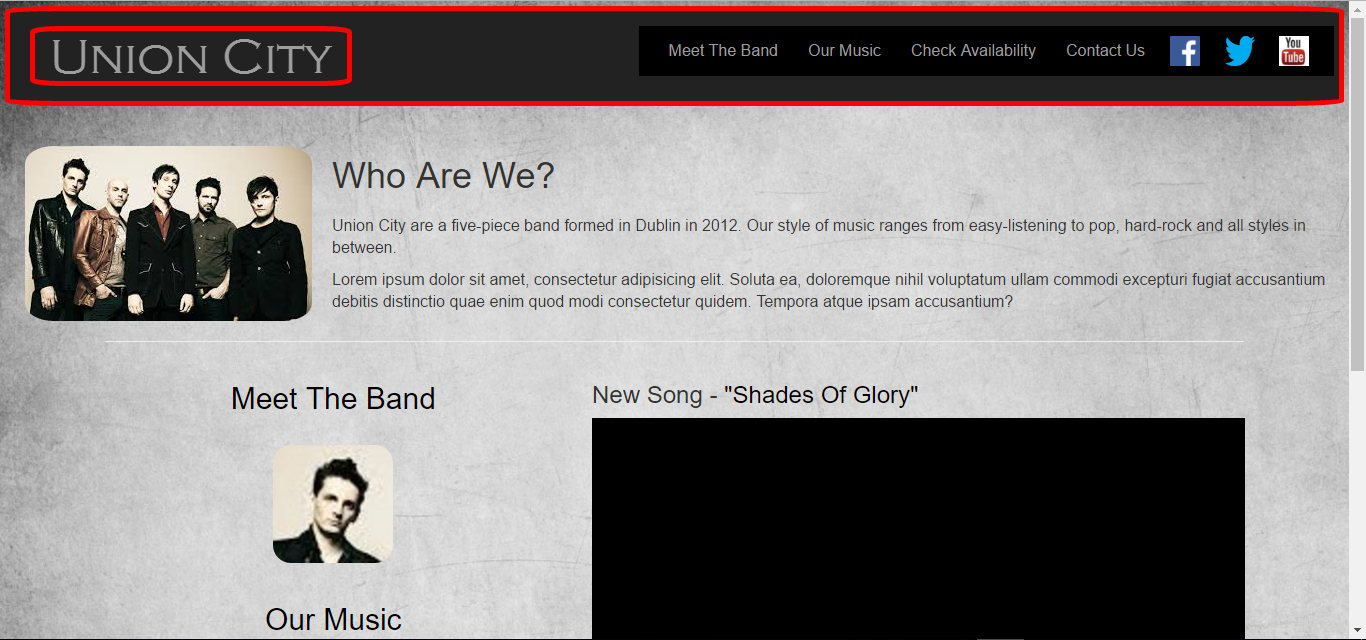 UNION CITY
Meet The Band Our Music Check Availability Contact Us f You Tube
Who Are We?
Union City are a five-piece band formed in Dublin in 2012. Our style of music ranges from easy-listening to pop, hard-rock and all styles in
between.
Lorem ipsum dolor sit amet, consectetur adipisicing elit. Soluta ea, doloremque nihil voluptatum ullam commodi excepturi fugiat accusantium
debitis distinctio quae enim quod modi consectetur quidem. Tempora atque ipsam accusantium?
Meet The Band
New Song - "Shades Of Glory"
Our Music